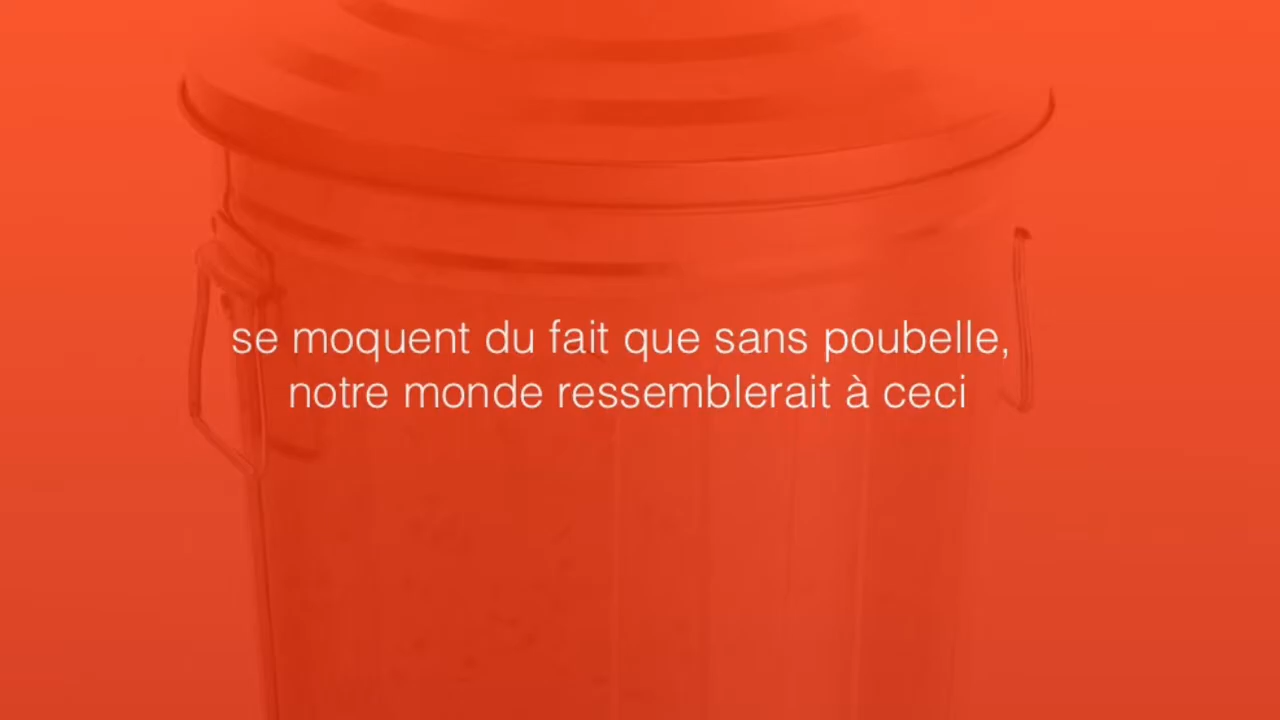 se moquent du fait que sans poubelle,
notre monde ressemblerait à ceci